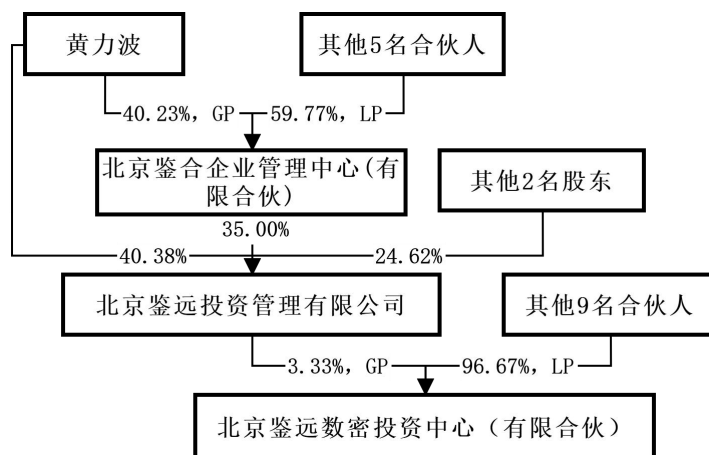 黄力波
其他5名合伙人
40.23%，GP
59.77%，LP
北京鉴合企业管理中心(有
限合伙)
其他2名股东
35.00%
40.38%
24.62%
北京鉴远投资管理有限公司
其他9名合伙人
3.33%，GP
96.67%，LP
北京鉴远数密投资中心（有限合伙）